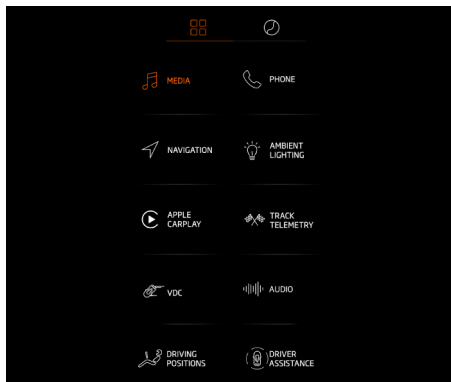 MEDIA
PHONE
NAVIGATION
AMBIENT
LIGHTING
APPLE
CARPLAY
TRACK
TELEMETRY
VDC
AUDIO
DRIVING
POSITIONS
DRIVER
ASSISTANCE